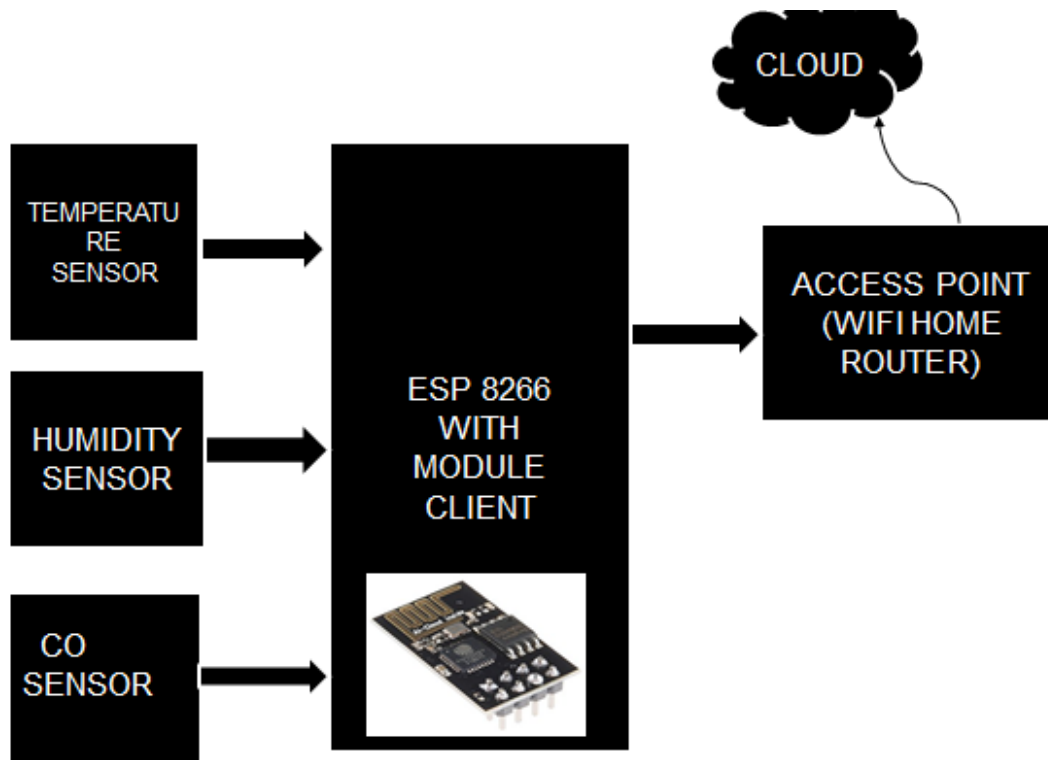 CLOUD
TEMPERATU
RE
SENSOR
ACCESS POINT
(WIFI HOME
ROUTER)
ESP 8266
WITH
MODULE
CLIENT
HUMIDITY
SENSOR
CO
SENSOR